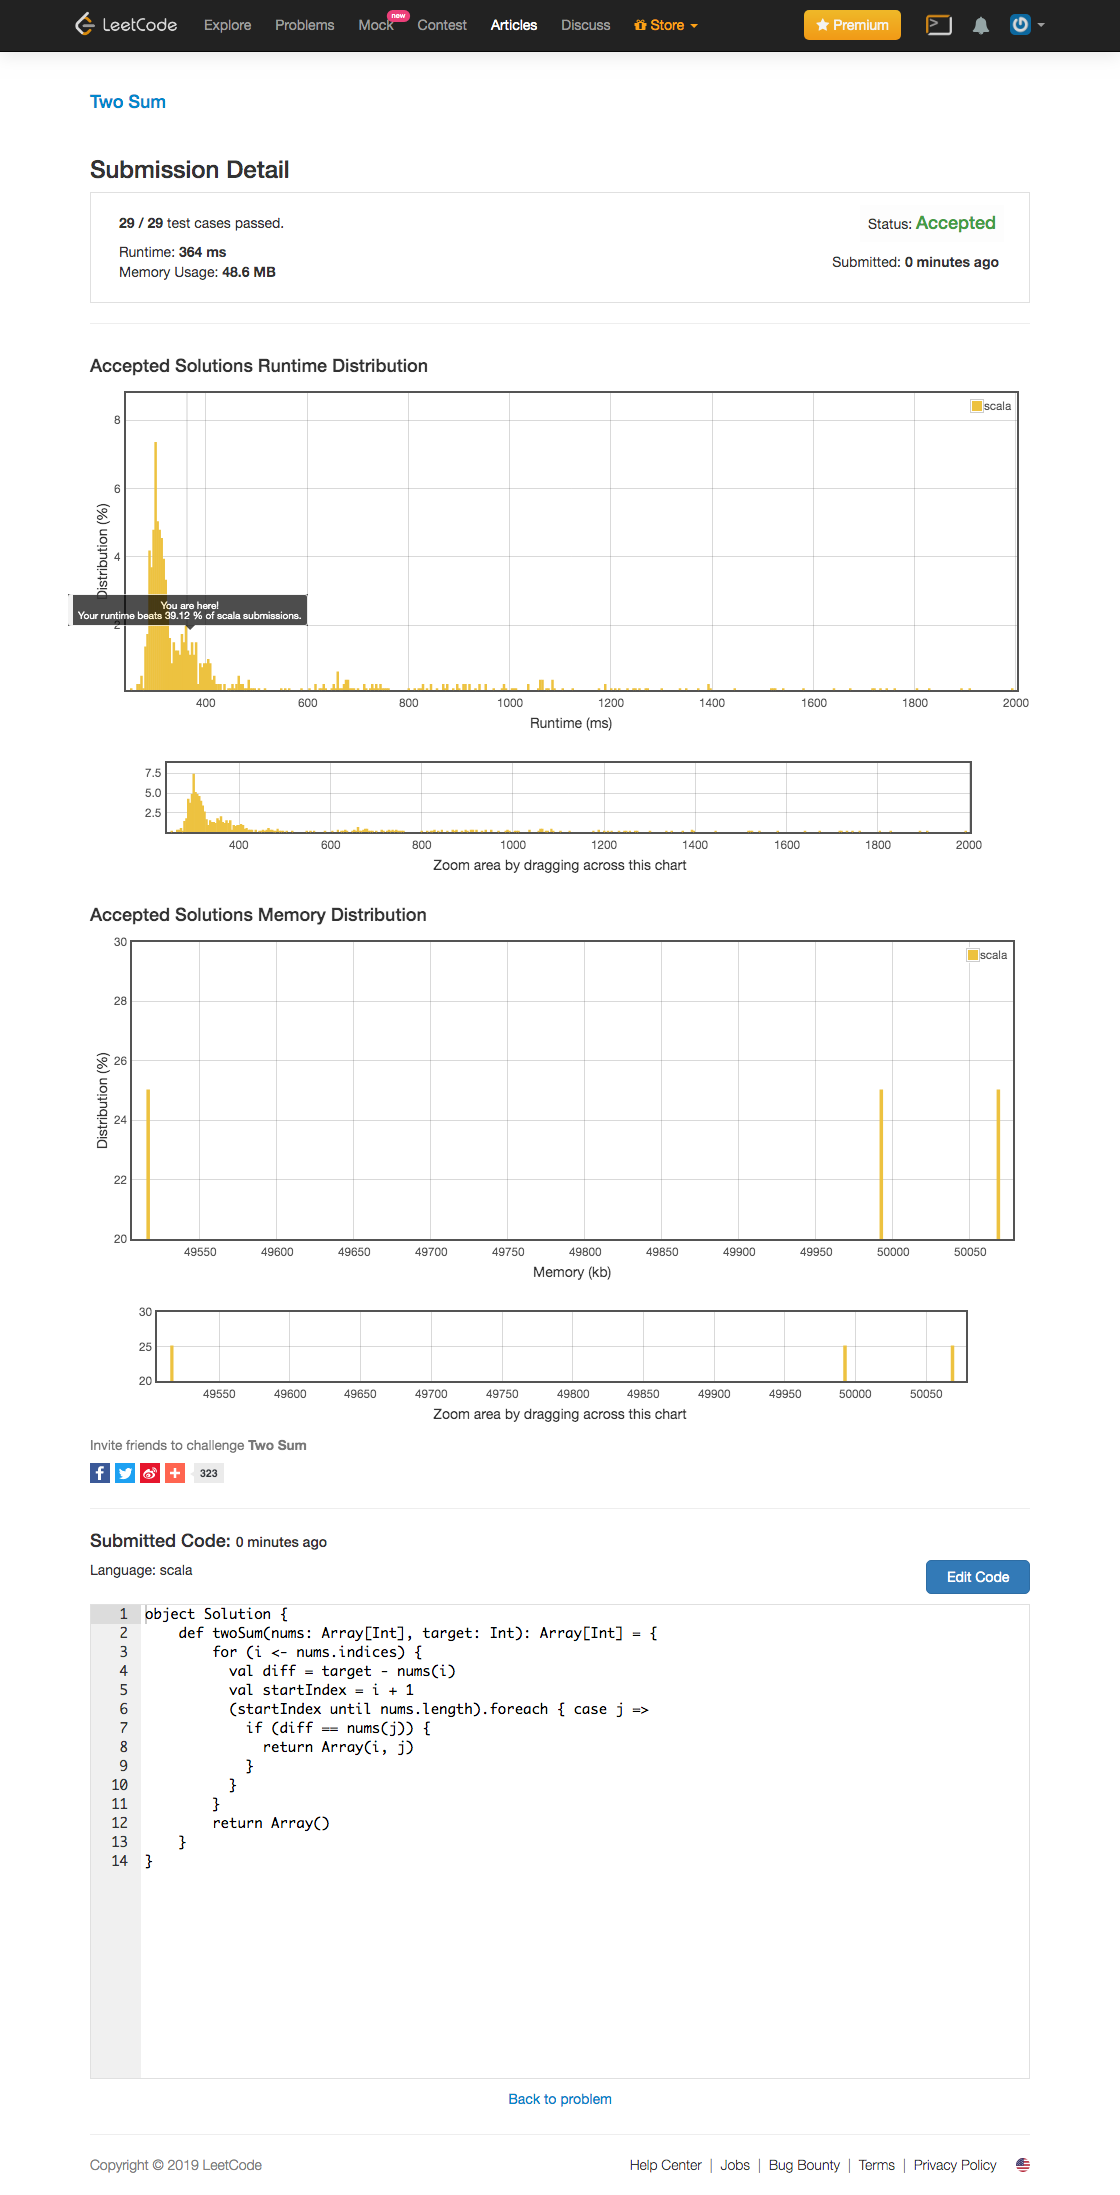 LeetCode Explore Problems Mock new Contest Articles Discuss Store Premium
Two Sum
Submission Detail
29 / 29 test cases passed.
Status: Accepted
Runtime: 364 ms
Submitted: 0 minutes ago
Memory Usage: 48.6 MB
Accepted Solutions Runtime Distribution
scala
8
6
4
2
Distribution (%)
You are here!
Your runtime beats 39.12 % of scala submissions.
400 600 800 1000 1200 1400 1600 1800 2000
Runtime (ms)
7.5
5.0
2.5
400 600 800 1000 1200 1400 1600 1800 2000
Zoom area by dragging across this chart
Accepted Solutions Memory Distribution
scala
30
28
26
24
22
20
Distribution (%)
49550 49600 49650 49700 49750 49800 49850 49900 49950 50000 50050
Memory (kb)
30
25
20
49550 49600 49650 49700 49750 49800 49850 49900 49950 50000 50050
Zoom area by dragging across this chart
Invite friends to challenge Two Sum
323
Submitted Code: 0 minutes ago
Language: scala
Edit Code
1 object Solution {
2     def twoSum(nums: Array[Int], target: Int): Array[Int] = {
3         for (i <- nums.indices) {
4           val diff = target - nums(i)
5           val startIndex = i + 1
6           (startIndex until nums.length).foreach { case j =>
7             if (diff == nums(j)) {
8               return Array(i, j)
9             }
10           }
11         }
12         return Array()
13     }
14 }
Back to problem
Copyright © 2019 LeetCode
Help Center | Jobs | Bug Bounty | Terms | Privacy Policy